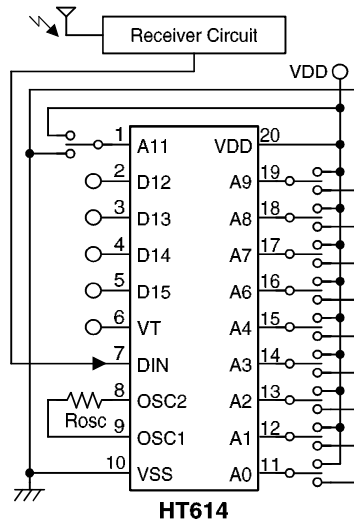 Receiver Circuit
VDD
1 A11 VDD 20
2 D12 A9 19
3 D13 A8 18
4 D14 A7 17
5 D15 A6 16
6 VT A4 15
7 DIN A3 14
8 OSC2 A2 13
Rosc
9 OSC1 A1 12
10 VSS A0 11
HT614